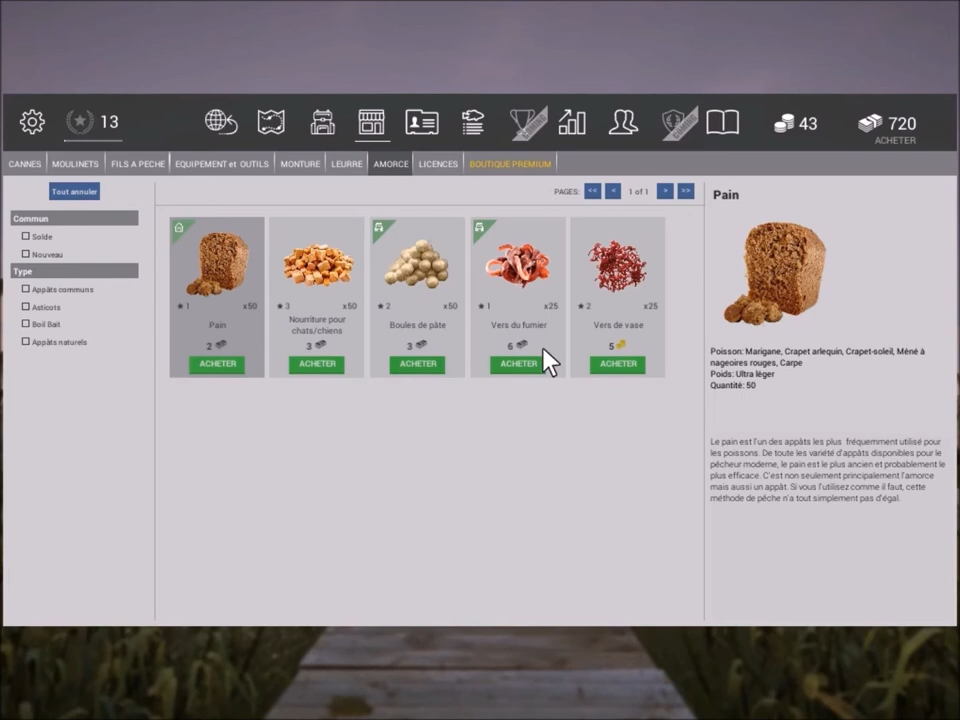 13
43
720
ACHETER
CANNES
MOULINETS
FILS A PECHE
EQUIPEMENT et OUTILS
MONTURE
LEURRE
AMORCE
LICENCES
BOUTIQUE PREMIUM
Tout annuler
Commun
Solde
Nouveau
Type
Appâts communs
Asticots
Boil Bait
Appâts naturels
PAGES: << < 1 of 1 > >>
1 x50
Pain
2
ACHETER
3 x50
Nourriture pour
chats/chiens
3
ACHETER
2 x50
Boules de pâte
3
ACHETER
1 x25
Vers du fumier
6
ACHETER
2 x25
Vers de vase
5
ACHETER
Pain
Poisson: Marigane, Crapet arlequin, Crapet-soleil, Méné à
nageoires rouges, Carpe
Poids: Ultra léger
Quantité: 50
Le pain est l'un des appâts les plus fréquemment utilisé pour
les poissons. De toute les variété d'appâts disponibles pour le
pêcheur moderne, le pain est le plus ancien et probablement le
plus efficace. C'est non seulement principalement l'amorce
mais aussi un appât. Si vous l'utilisez comme il faut, cette
méthode de pêche n'a tout simplement pas d'égal.